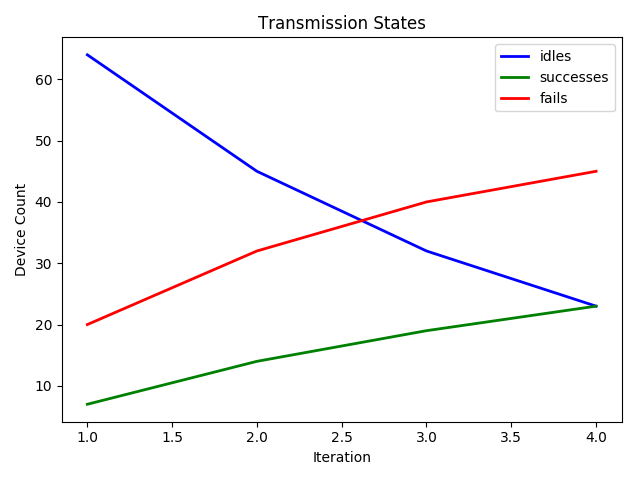 Transmission States
idles
successes
fails
Device Count
60
50
40
30
20
10
1.0 1.5 2.0 2.5 3.0 3.5 4.0
Iteration